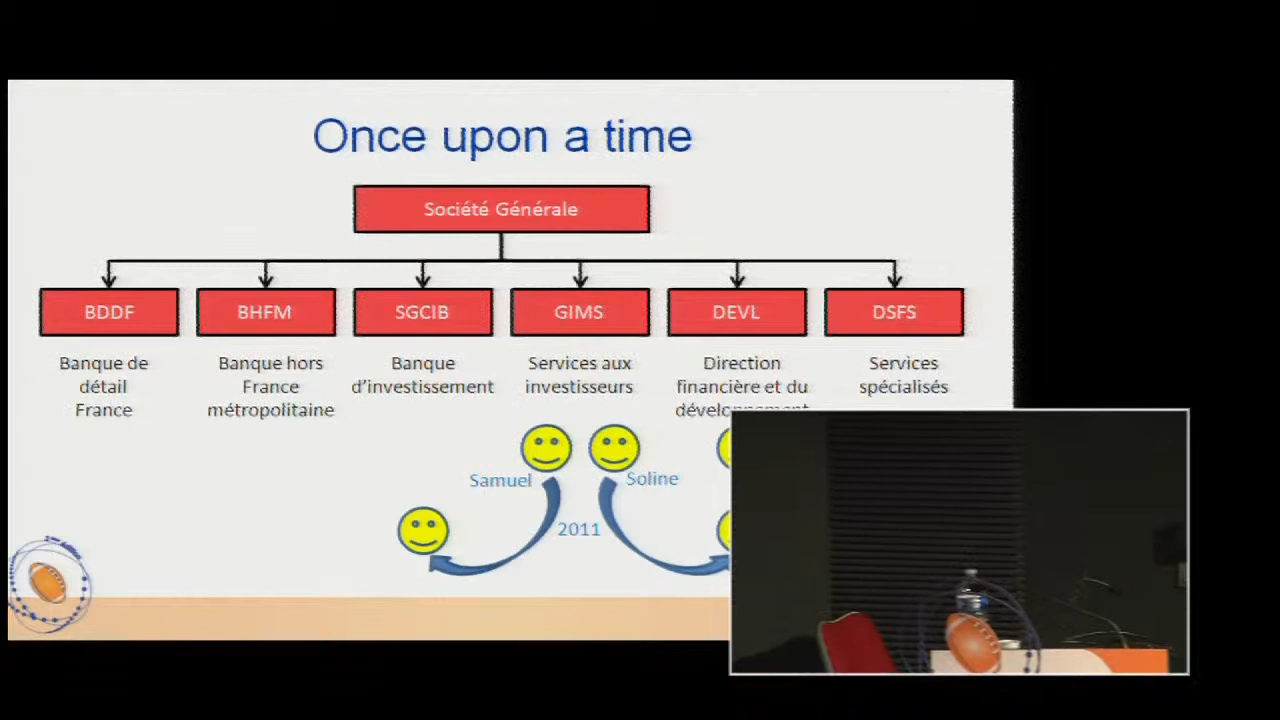 Once upon a time
Société Générale
BDDF
BHFM
SGCIB
GIMS
DEVL
DSFS
Banque de
détail
France
Banque hors
France
métropolitaine
Banque
d'investissement
Services aux
investisseurs
Direction
financière et du
développement
Services
spécialisés
Samuel
Soline
2011